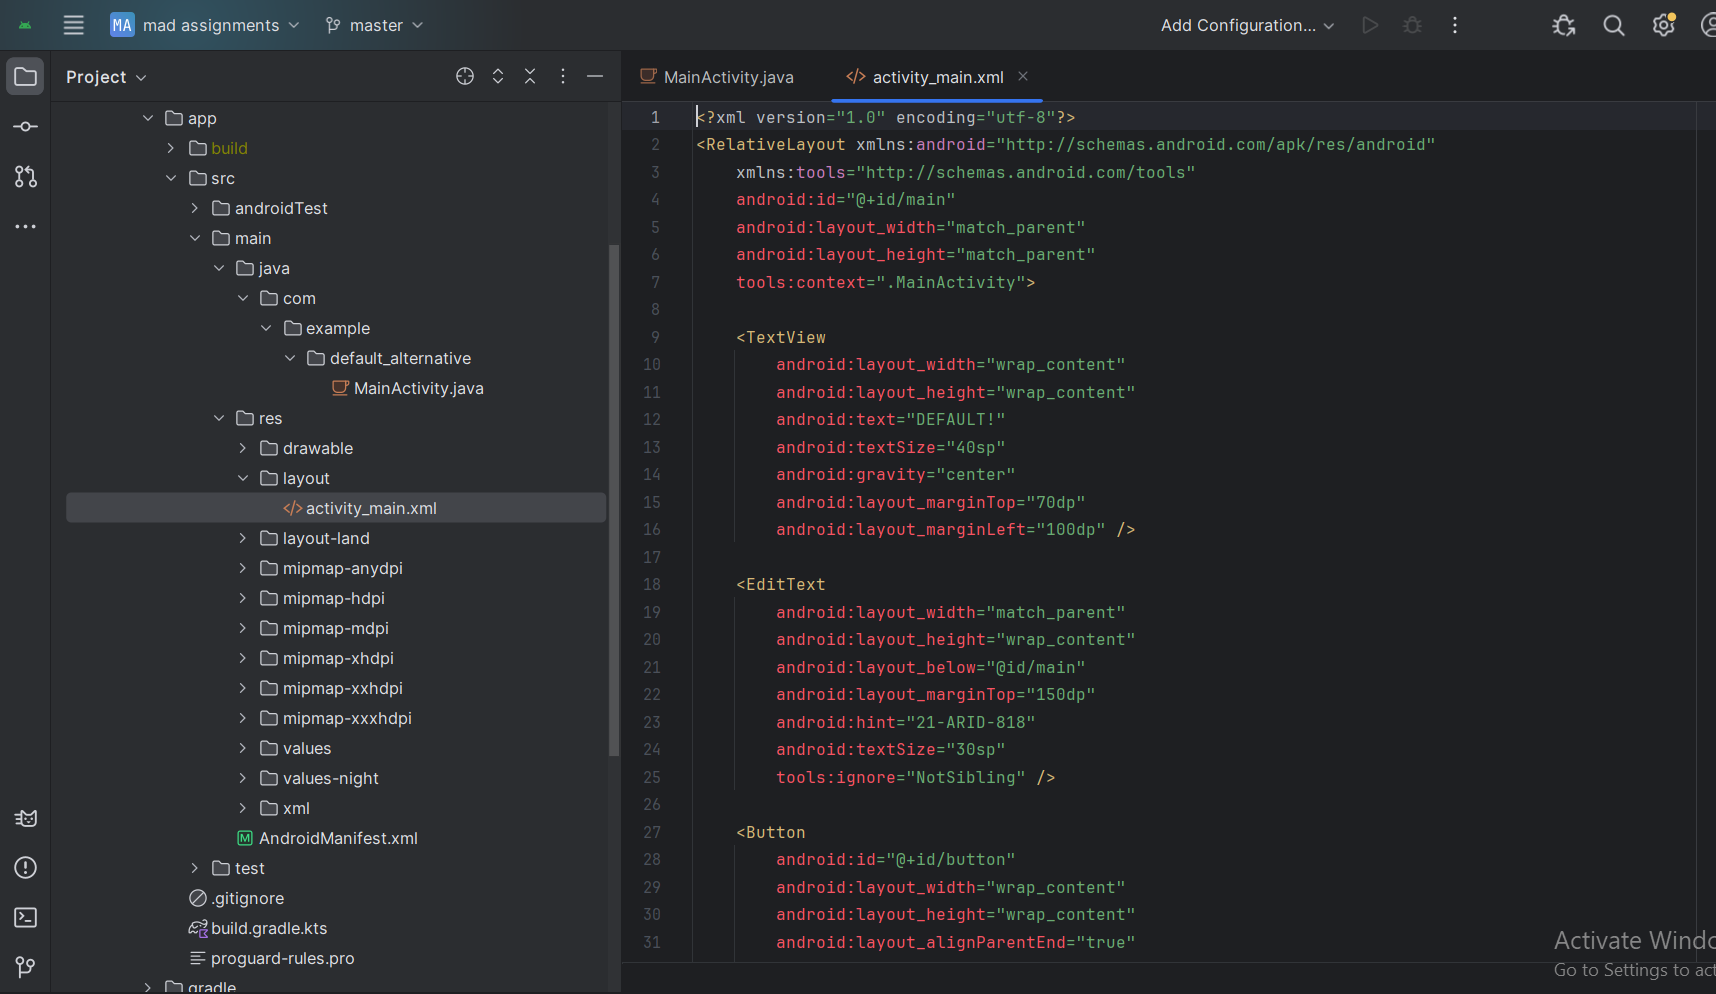 MA mad assignments master Add Configuration...
Project
MainActivity.java activity_main.xml
app
build
src
androidTest
main
java
com
example
default_alternative
MainActivity.java
res
drawable
layout
activity_main.xml
layout-land
mipmap-anydpi
mipmap-hdpi
mipmap-mdpi
mipmap-xhdpi
mipmap-xxhdpi
mipmap-xxxhdpi
values
values-night
xml
M AndroidManifest.xml
test
.gitignore
build.gradle.kts
proguard-rules.pro
gradle
1 <?xml version="1.0" encoding="utf-8"?>
2 <RelativeLayout xmlns:android="http://schemas.android.com/apk/res/android"
3 xmlns:tools="http://schemas.android.com/tools"
4 android:id="@+id/main"
5 android:layout_width="match_parent"
6 android:layout_height="match_parent"
7 tools:context=".MainActivity">
8
9 <TextView
10 android:layout_width="wrap_content"
11 android:layout_height="wrap_content"
12 android:text="DEFAULT!"
13 android:textSize="40sp"
14 android:gravity="center"
15 android:layout_marginTop="70dp"
16 android:layout_marginLeft="100dp" />
17
18 <EditText
19 android:layout_width="match_parent"
20 android:layout_height="wrap_content"
21 android:layout_below="@id/main"
22 android:layout_marginTop="150dp"
23 android:hint="21-ARID-818"
24 android:textSize="30sp"
25 tools:ignore="NotSibling" />
26
27 <Button
28 android:id="@+id/button"
29 android:layout_width="wrap_content"
30 android:layout_height="wrap_content"
31 android:layout_alignParentEnd="true"
Activate Windo
Go to Settings to act